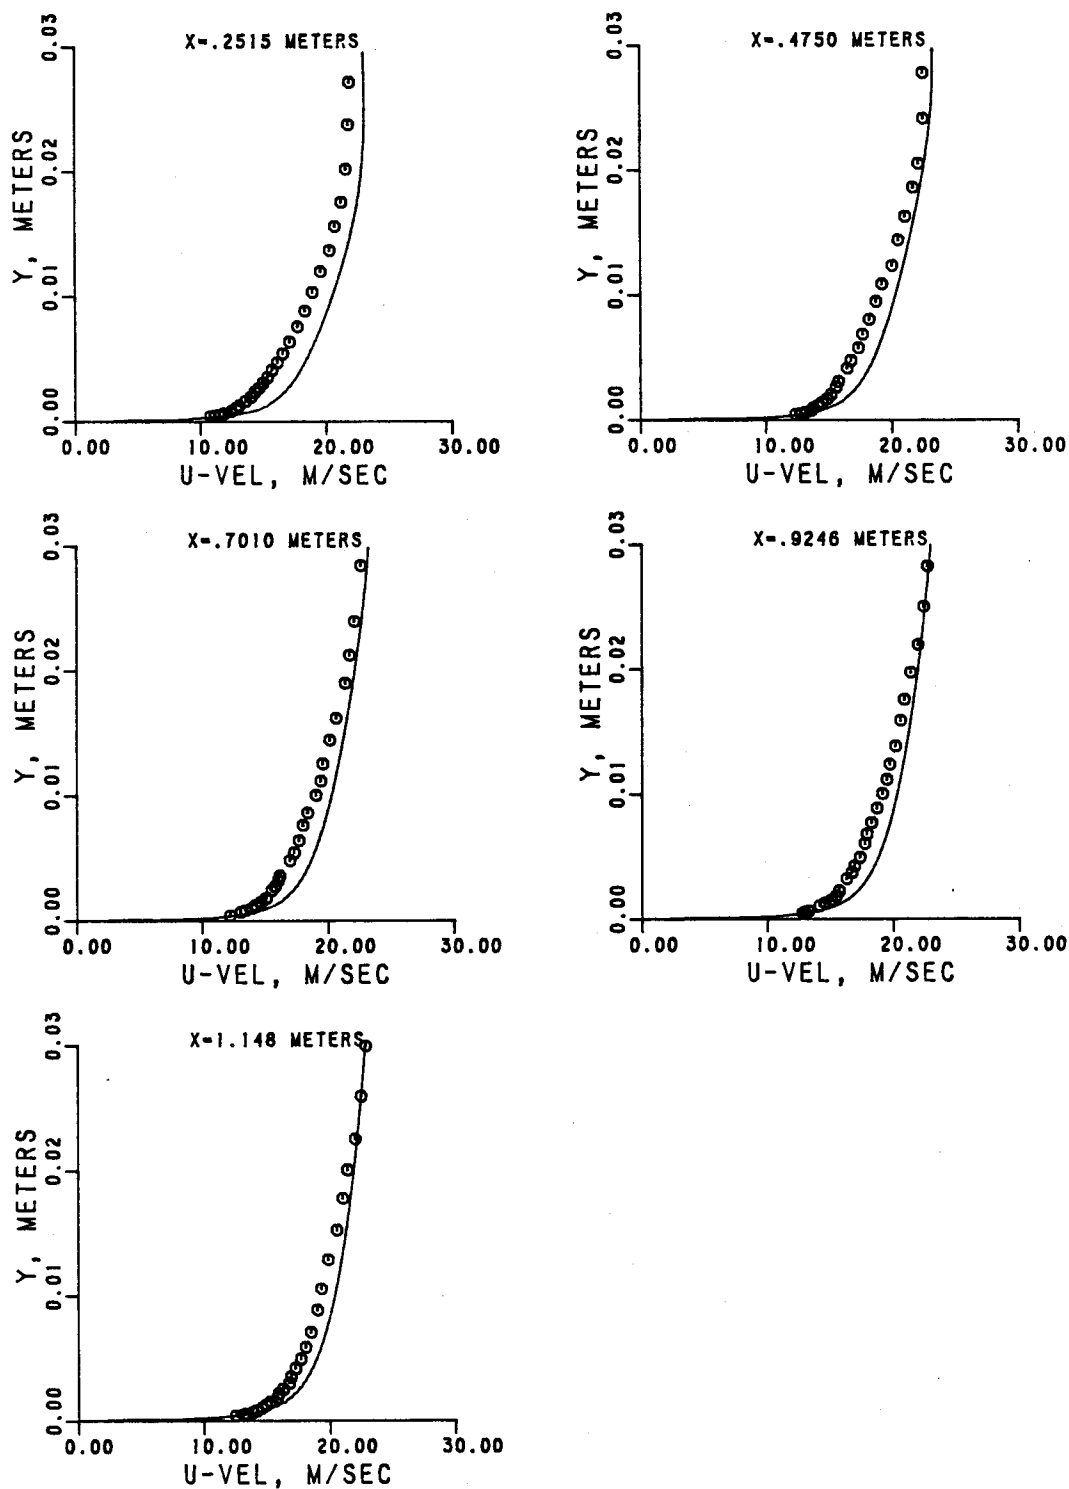 X=.2515 METERS
0.03
0.02
0.01
0.00
Y, METERS
0.00 10.00 20.00 30.00
U-VEL, M/SEC
X=.4750 METERS
0.03
0.02
0.01
0.00
Y, METERS
0.00 10.00 20.00 30.00
U-VEL, M/SEC
X=.7010 METERS
0.03
0.02
0.01
0.00
Y, METERS
0.00 10.00 20.00 30.00
U-VEL, M/SEC
X=.9246 METERS
0.03
0.02
0.01
0.00
Y, METERS
0.00 10.00 20.00 30.00
U-VEL, M/SEC
X=1.148 METERS
0.03
0.02
0.01
0.00
Y, METERS
0.00 10.00 20.00 30.00
U-VEL, M/SEC